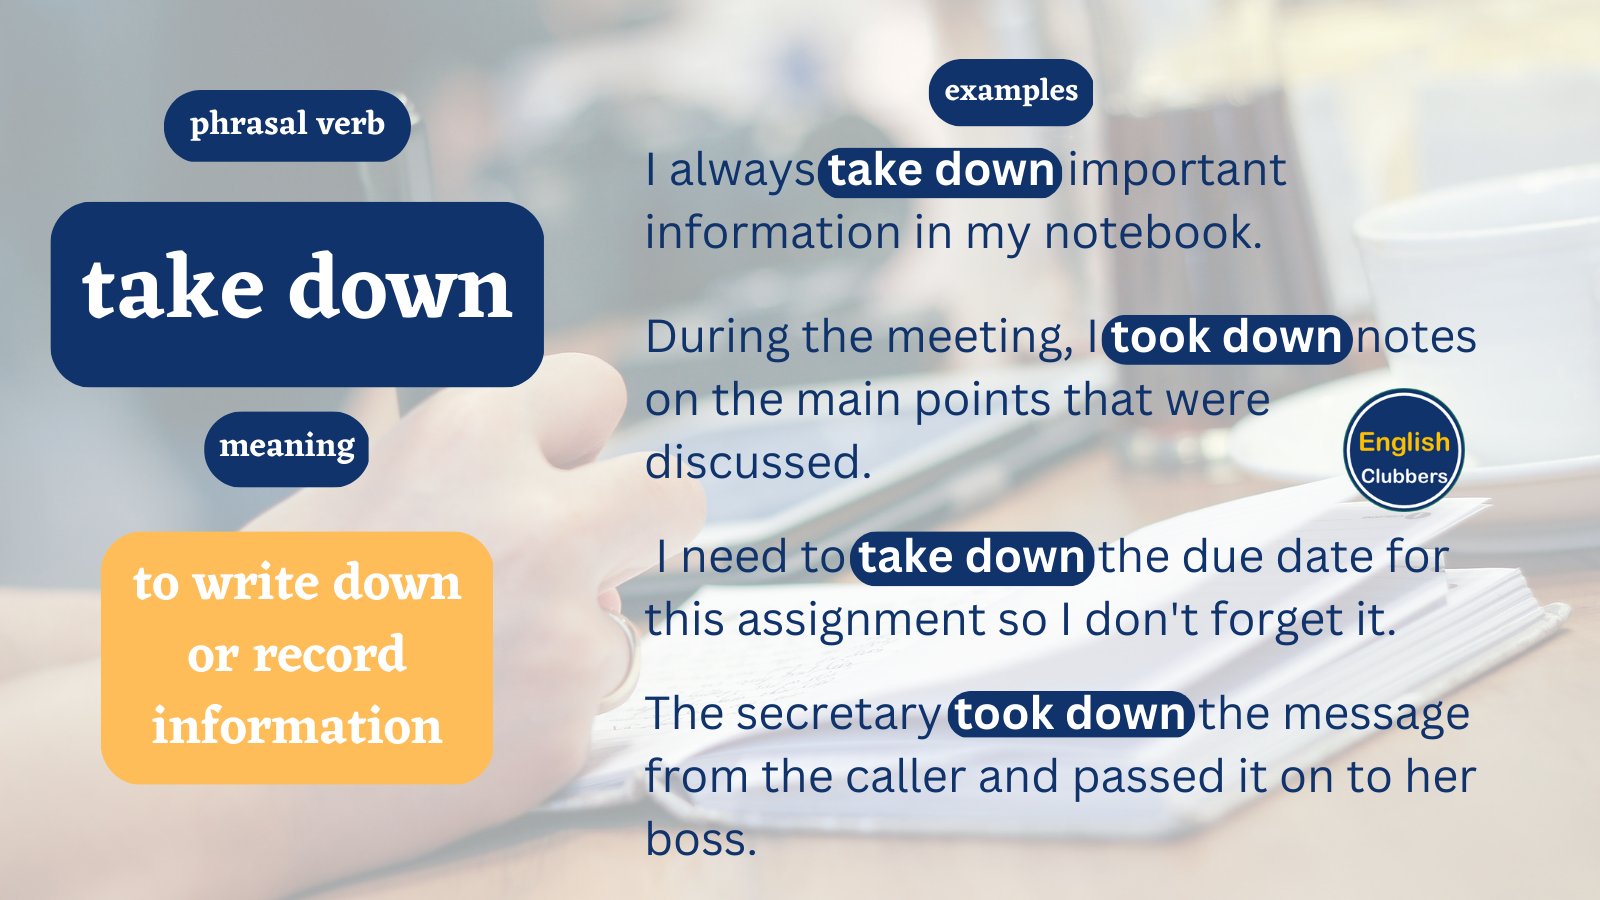 phrasal verb
take down
meaning
to write down
or record
information
examples
I always take down important
information in my notebook.
During the meeting, I took down notes
on the main points that were
discussed.
I need to take down the due date for
this assignment so I don't forget it.
The secretary took down the message
from the caller and passed it on to her
boss.
English
Clubbers